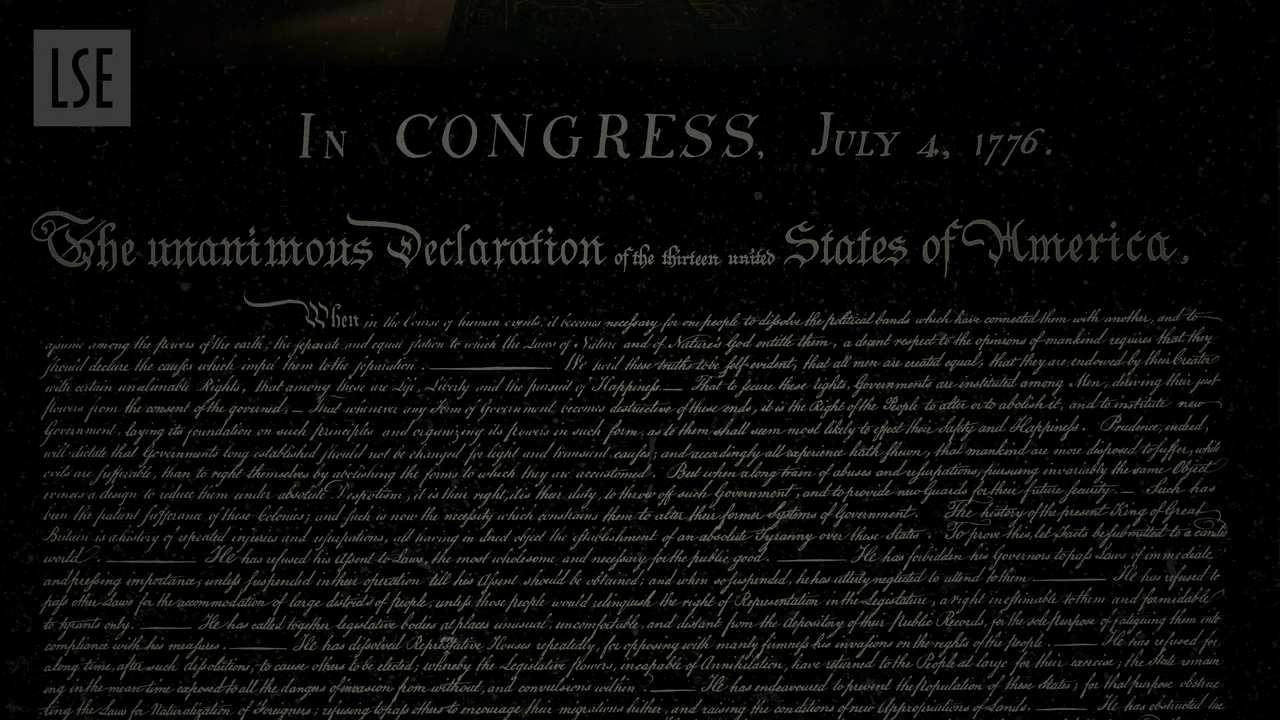 LSE
In CONGRESS, July 4, 1776.
The unanimous Declaration of the thirteen united States of America,
When in the Course of human events, it becomes necessary for one people to dissolve the political bands which have connected them with another, and to
assume among the powers of the earth, the separate and equal station to which the Laws of Nature and of Nature's God entitle them, a decent respect to the opinions of mankind requires that they
should declare the causes which impel them to the separation. — We hold these truths to be self-evident, that all men are created equal, that they are endowed by their Creator
with certain unalienable Rights, that among these are Life, Liberty and the pursuit of Happiness — That to secure these rights, Governments are instituted among Men, deriving their just
powers from the consent of the governed, — That whenever any Form of Government becomes destructive of these ends, it is the Right of the People to alter or to abolish it, and to institute new
Government, laying its foundation on such principles and organizing its powers in such form, as to them shall seem most likely to effect their Safety and Happiness. Prudence, indeed,
will dictate that Governments long established should not be changed for light and transient causes; and accordingly all experience hath shewn, that mankind are more disposed to suffer, while
evils are sufferable, than to right themselves by abolishing the forms to which they are accustomed. But when a long train of abuses and usurpations, pursuing invariably the same Object
evinces a design to reduce them under absolute Despotism, it is their right, it is their duty, to throw off such Government, and to provide new Guards for their future security. — Such has
been the patient sufferance of these Colonies; and such is now the necessity which constrains them to alter their former Systems of Government. The history of the present King of Great
Britain is a history of repeated injuries and usurpations, all having in direct object the establishment of an absolute Tyranny over these States. To prove this, let Facts be submitted to a candid
world. — He has refused his Assent to Laws, the most wholesome and necessary for the public good. — He has forbidden his Governors to pass Laws of immediate
and pressing importance, unless suspended in their operation till his Assent should be obtained; and when so suspended, he has utterly neglected to attend to them. — He has refused to
pass other Laws for the accommodation of large districts of people, unless those people would relinquish the right of Representation in the Legislature, a right inestimable to them and formidable
to tyrants only. — He has called together legislative bodies at places unusual, uncomfortable, and distant from the depository of their public Records, for the sole purpose of fatiguing them into
compliance with his measures. — He has dissolved Representative Houses repeatedly, for opposing with manly firmness his invasions on the rights of the people. — He has refused for
a long time, after such dissolutions, to cause others to be elected; whereby the Legislative powers, incapable of Annihilation, have returned to the People at large for their exercise; the State remain
ing in the mean time exposed to all the dangers of invasion from without, and convulsions within. — He has endeavoured to prevent the population of these States; for that purpose obstruc
ting the Laws for Naturalization of Foreigners; refusing to pass others to encourage their migrations hither, and raising the conditions of new Appropriations of Lands. — He has obstructed the